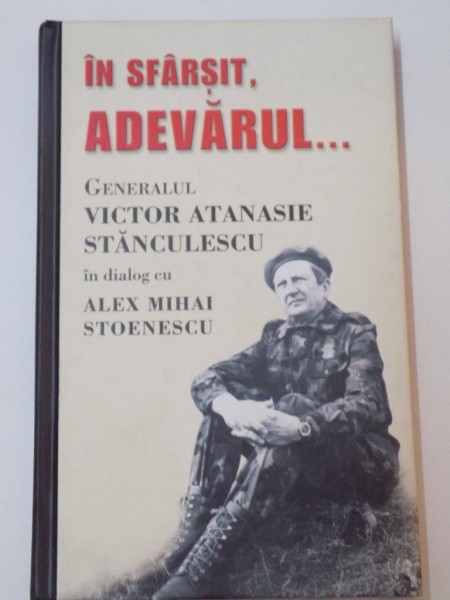 ÎN SFÂRȘIT,
ADEVĂRUL...
GENERALUL
VICTOR ATANASIE
STĂNCULESCU
în dialog cu
ALEX MIHAI
STOENESCU